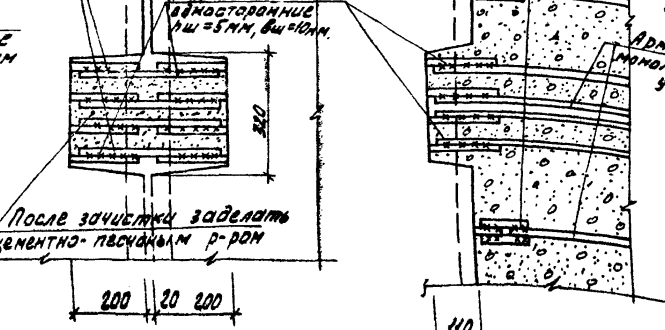 односторонние
hш=5мм, вш=10мм.
320
После зачистки заделать
цементно-песчаным р-ром
200
20
200
110